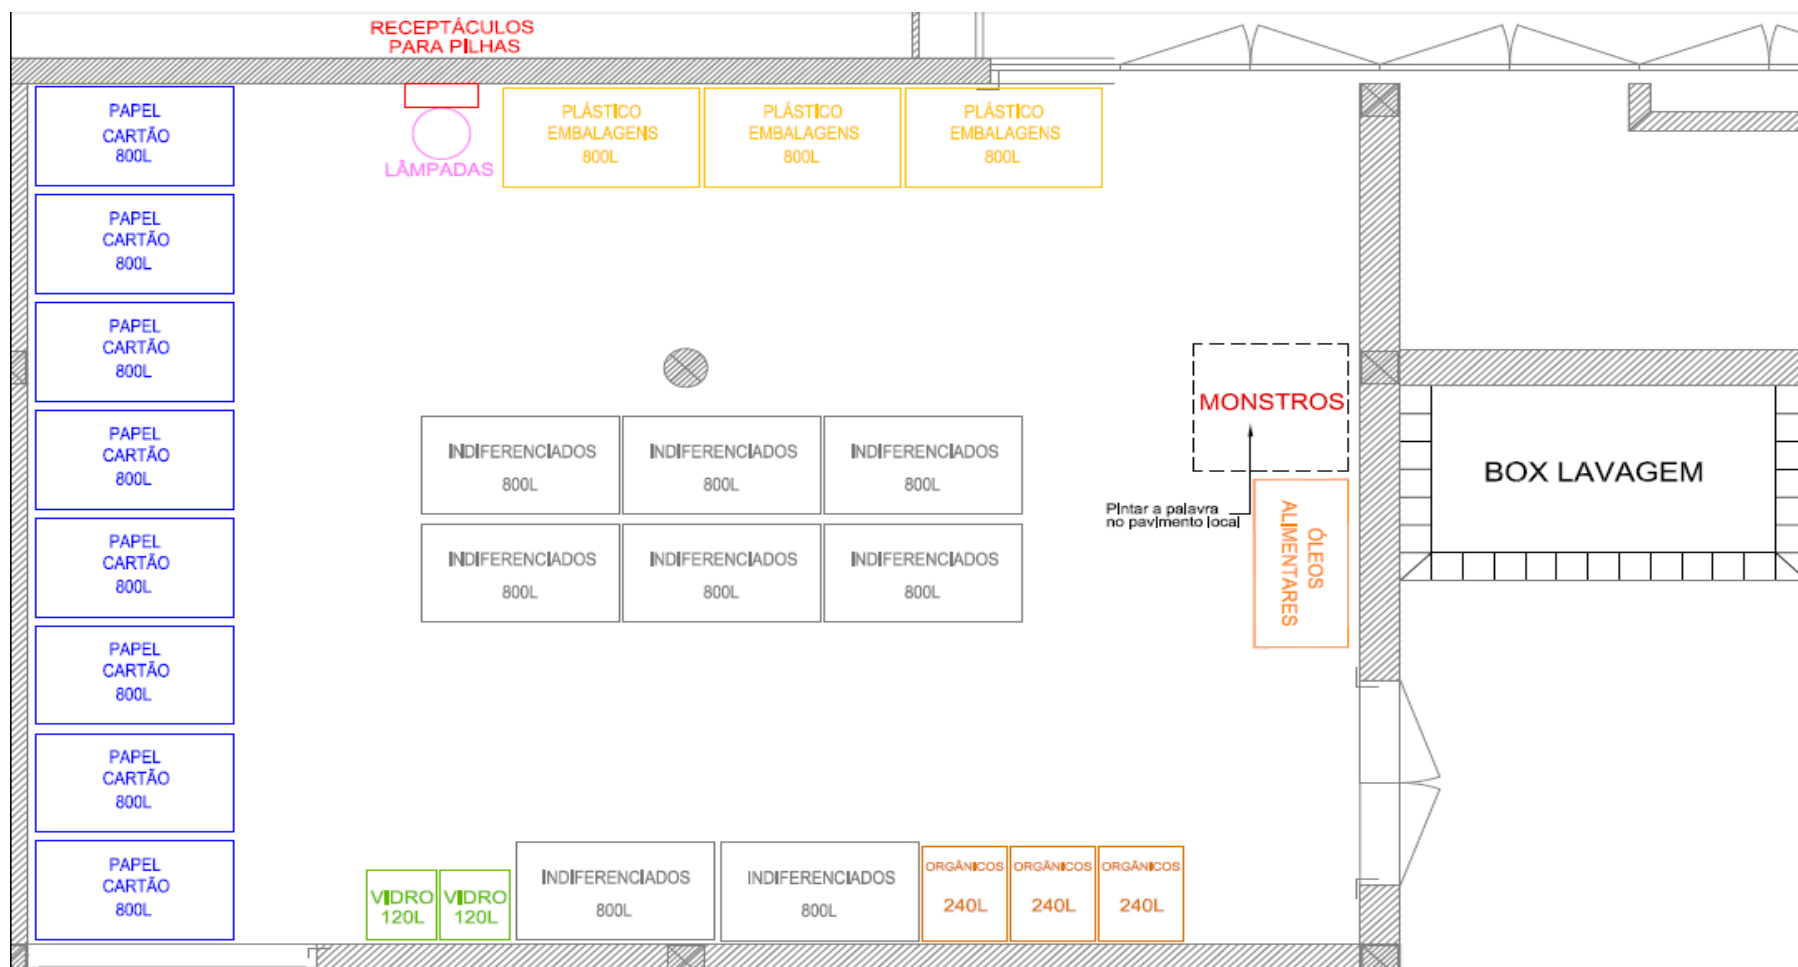 RECEPTÁCULOS
PARA PILHAS
PAPEL
CARTÃO
800L
LÂMPADAS
PLÁSTICO
EMBALAGENS
800L
PLÁSTICO
EMBALAGENS
800L
PLÁSTICO
EMBALAGENS
800L
PAPEL
CARTÃO
800L
PAPEL
CARTÃO
800L
PAPEL
CARTÃO
800L
PAPEL
CARTÃO
800L
PAPEL
CARTÃO
800L
PAPEL
CARTÃO
800L
PAPEL
CARTÃO
800L
INDIFERENCIADOS
800L
INDIFERENCIADOS
800L
INDIFERENCIADOS
800L
INDIFERENCIADOS
800L
INDIFERENCIADOS
800L
INDIFERENCIADOS
800L
MONSTROS
Pintar a palavra
no pavimento local
ÓLEOS
ALIMENTARES
BOX LAVAGEM
VIDRO
120L
VIDRO
120L
INDIFERENCIADOS
800L
INDIFERENCIADOS
800L
ORGÂNICOS
240L
ORGÂNICOS
240L
ORGÂNICOS
240L